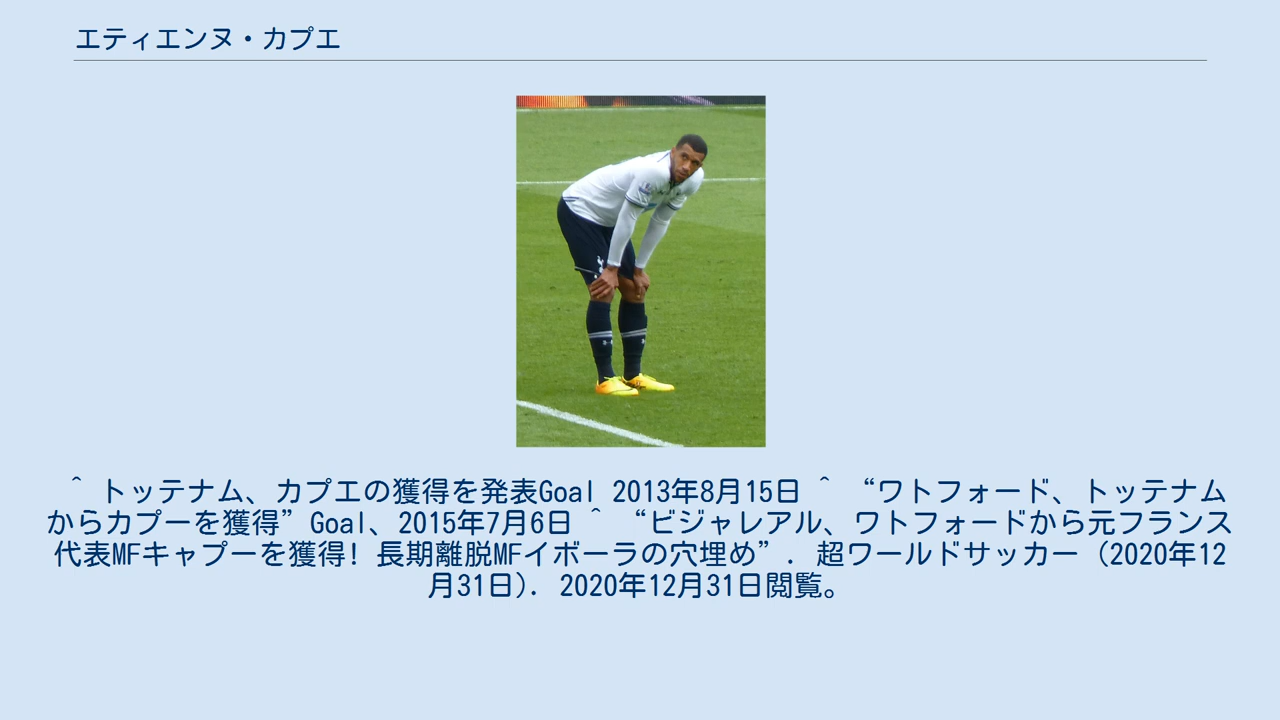 エティエンヌ・カプエ
^ トッテナム、カプエの獲得を発表Goal 2013年8月15日 ^ “ワトフォード、トッテナム
からカプーを獲得” Goal、2015年7月6日 ^ “ビジャレアル、ワトフォードから元フランス
代表MFキャプーを獲得! 長期離脱MFイボーラの穴埋め”. 超ワールドサッカー (2020年12
月31日). 2020年12月31日閲覧。